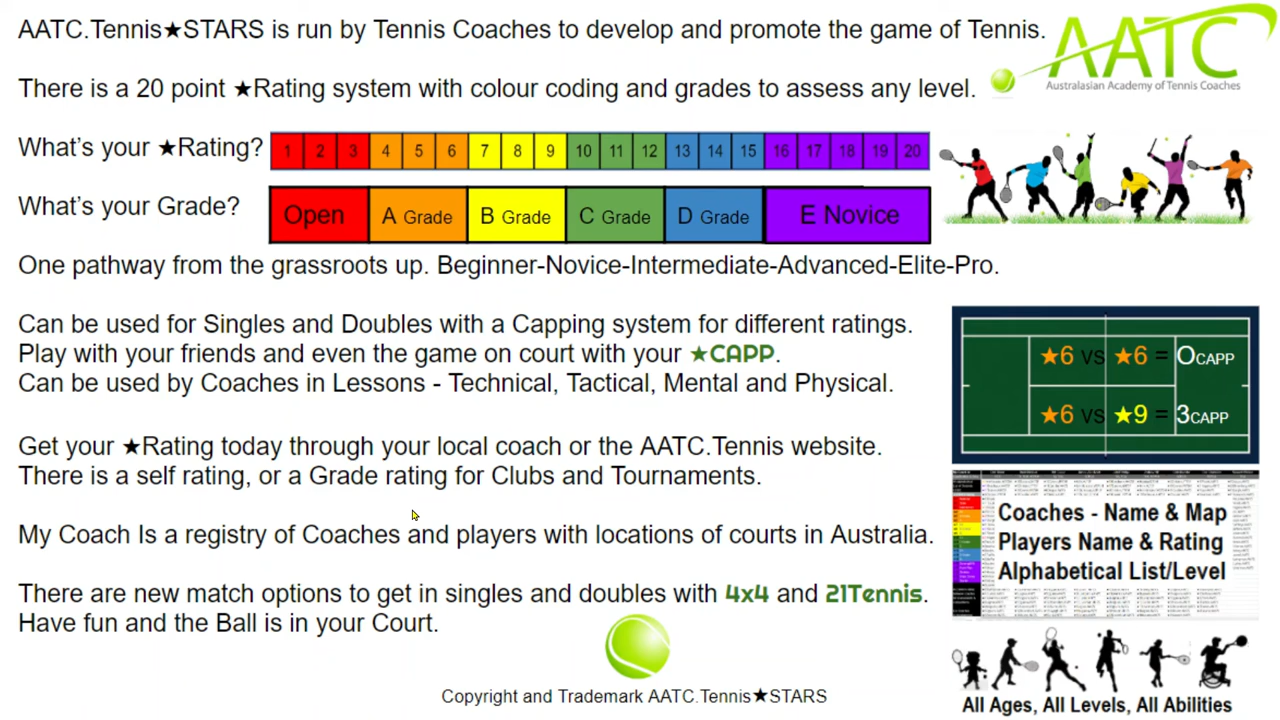 AATC.Tennis★STARS is run by Tennis Coaches to develop and promote the game of Tennis.
AATC
Australasian Academy of Tennis Coaches
There is a 20 point ★Rating system with colour coding and grades to assess any level.
What's your ★Rating? 1 2 3 4 5 6 7 8 9 10 11 12 13 14 15 16 17 18 19 20
What's your Grade? Open A Grade B Grade C Grade D Grade E Novice
One pathway from the grassroots up. Beginner-Novice-Intermediate-Advanced-Elite-Pro.
Can be used for Singles and Doubles with a Capping system for different ratings.
Play with your friends and even the game on court with your ★CAPP.
Can be used by Coaches in Lessons - Technical, Tactical, Mental and Physical.
★6 vs ★6 = 0CAPP
★6 vs ★9 = 3CAPP
Get your ★Rating today through your local coach or the AATC.Tennis website.
There is a self rating, or a Grade rating for Clubs and Tournaments.
My Coach Is a registry of Coaches and players with locations of courts in Australia.
Coaches - Name & Map
Players Name & Rating
Alphabetical List/Level
There are new match options to get in singles and doubles with 4x4 and 21Tennis.
Have fun and the Ball is in your Court.
Copyright and Trademark AATC.Tennis★STARS
All Ages, All Levels, All Abilities